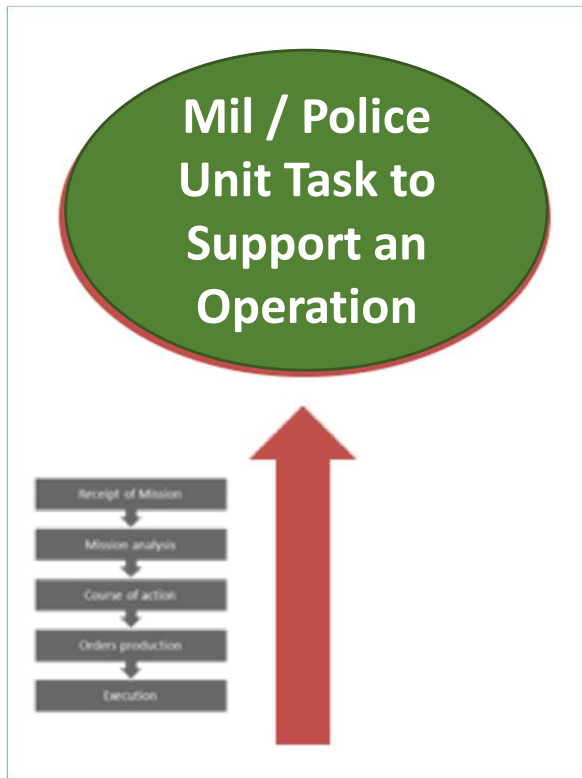 Mil / Police
Unit Task to
Support an
Operation
Receipt of Mission
Mission analysis
Course of action
Orders production
Execution